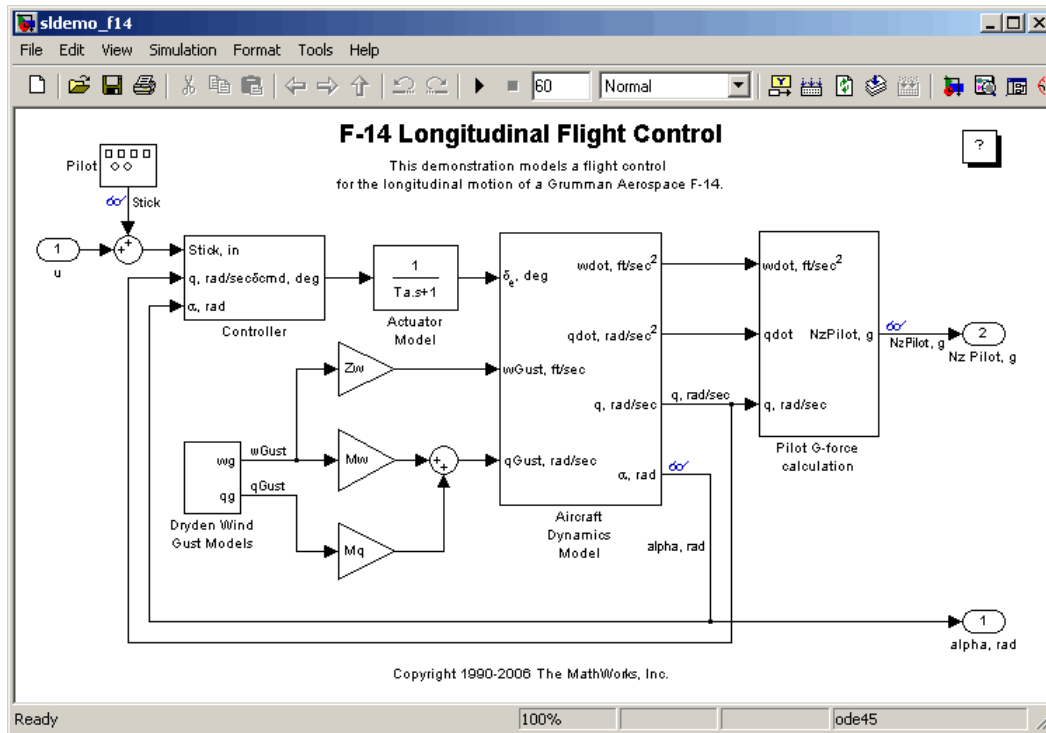 sldemo_f14
File Edit View Simulation Format Tools Help
60 Normal
F-14 Longitudinal Flight Control
This demonstration models a flight control
for the longitudinal motion of a Grumman Aerospace F-14.
?
Pilot
Stick
1
u
Stick, in
q, rad/sec
δcmd, deg
α, rad
Controller
1
Ta.s+1
Actuator
Model
δe, deg
wGust, ft/sec
qGust, rad/sec
wdot, ft/sec²
qdot, rad/sec²
q, rad/sec
α, rad
Aircraft
Dynamics
Model
q, rad/sec
alpha, rad
wdot, ft/sec²
qdot
q, rad/sec
NzPilot, g
Pilot G-force
calculation
NzPilot, g
2
Nz Pilot, g
Zw
Mw
Mq
wg
qg
wGust
qGust
Dryden Wind
Gust Models
1
alpha, rad
Copyright 1990-2006 The MathWorks, Inc.
Ready 100% ode45